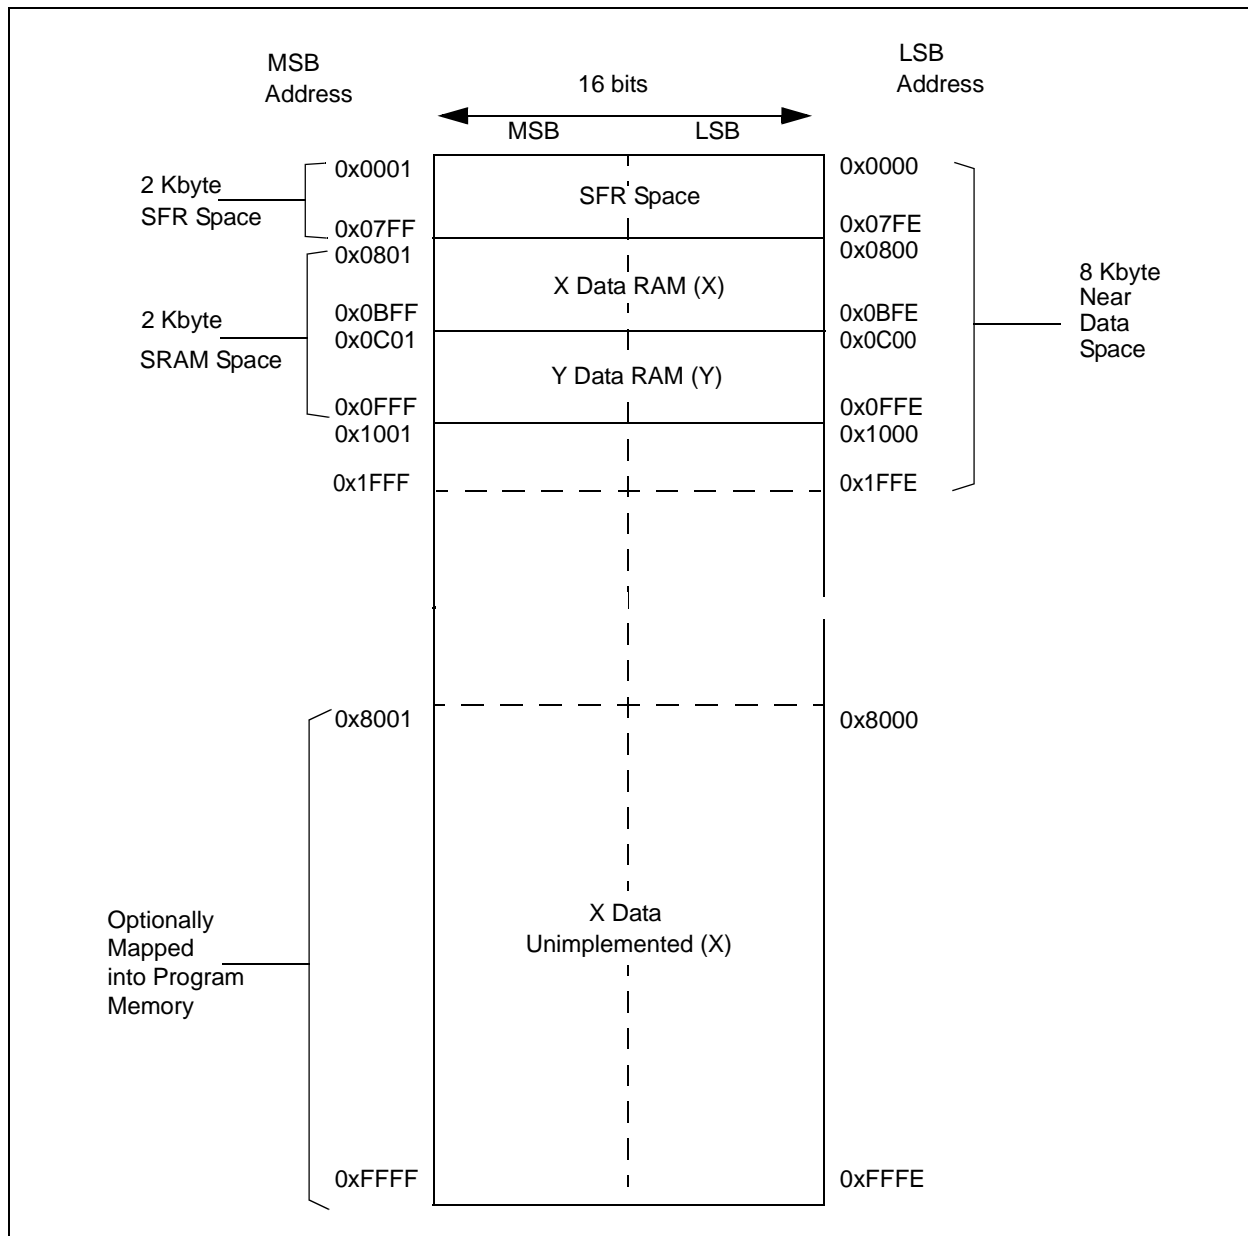 MSB
Address
LSB
Address
16 bits
MSB
LSB
0x0001
0x0000
2 Kbyte
SFR Space
SFR Space
0x07FF
0x07FE
0x0801
0x0800
X Data RAM (X)
8 Kbyte
Near
Data
Space
2 Kbyte
SRAM Space
0x0BFF
0x0BFE
0x0C01
0x0C00
Y Data RAM (Y)
0x0FFF
0x0FFE
0x1001
0x1000
0x1FFF
0x1FFE
0x8001
0x8000
Optionally
Mapped
into Program
Memory
X Data
Unimplemented (X)
0xFFFF
0xFFFE